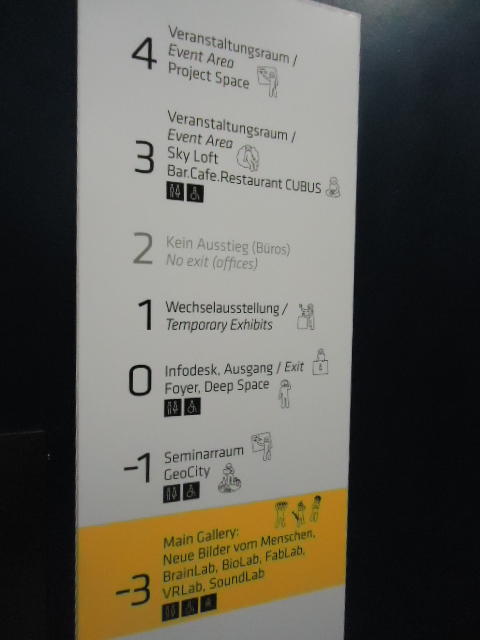 4
Veranstaltungsraum /
Event Area
Project Space
3
Veranstaltungsraum /
Event Area
Sky Loft
Bar.Cafe.Restaurant CUBUS
2
Kein Ausstieg (Büros)
No exit (offices)
1
Wechselausstellung /
Temporary Exhibits
0
Infodesk, Ausgang / Exit
Foyer, Deep Space
-1
Seminarraum
GeoCity
-3
Main Gallery:
Neue Bilder vom Menschen,
BrainLab, BioLab, FabLab,
VRLab, SoundLab